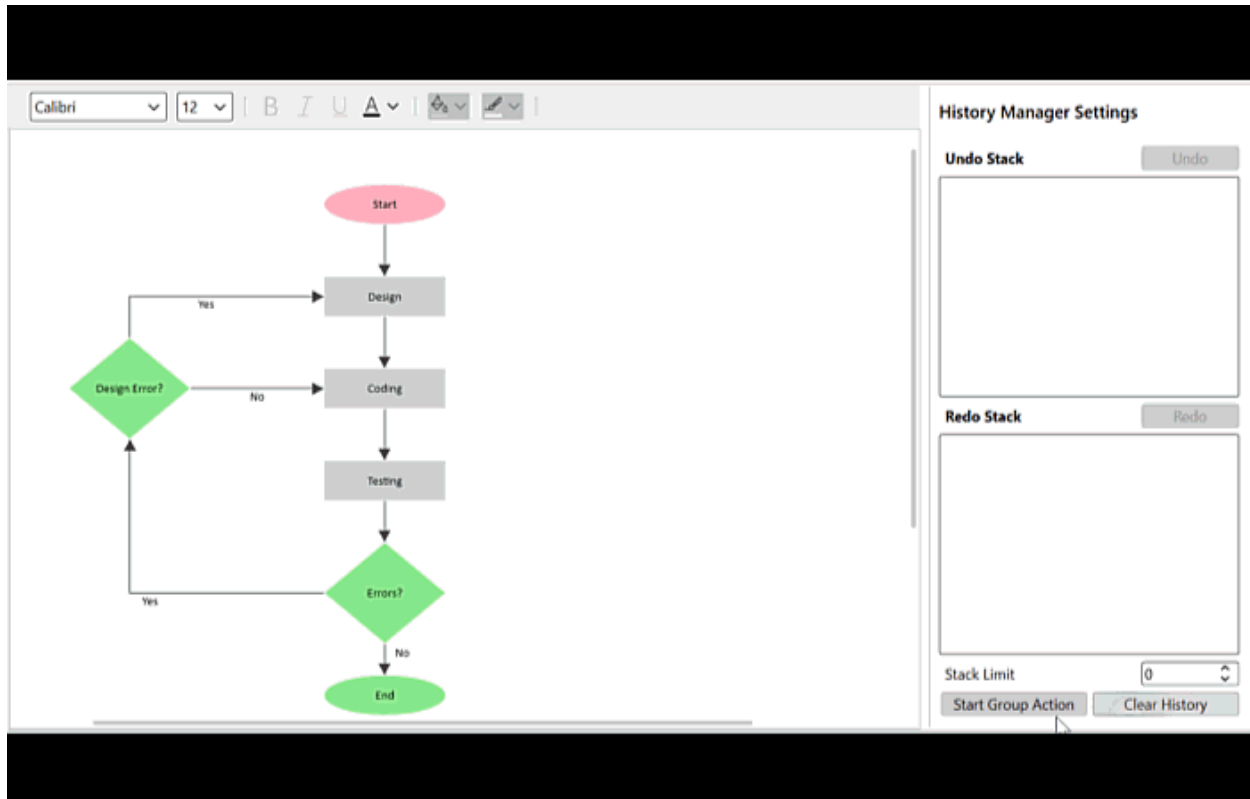 Calibri
12
B I U A
History Manager Settings
Undo Stack
Undo
Start
Design
Yes
Design Error?
No
Coding
Redo Stack
Redo
Testing
Errors?
Yes
No
End
Stack Limit
0
Start Group Action
Clear History